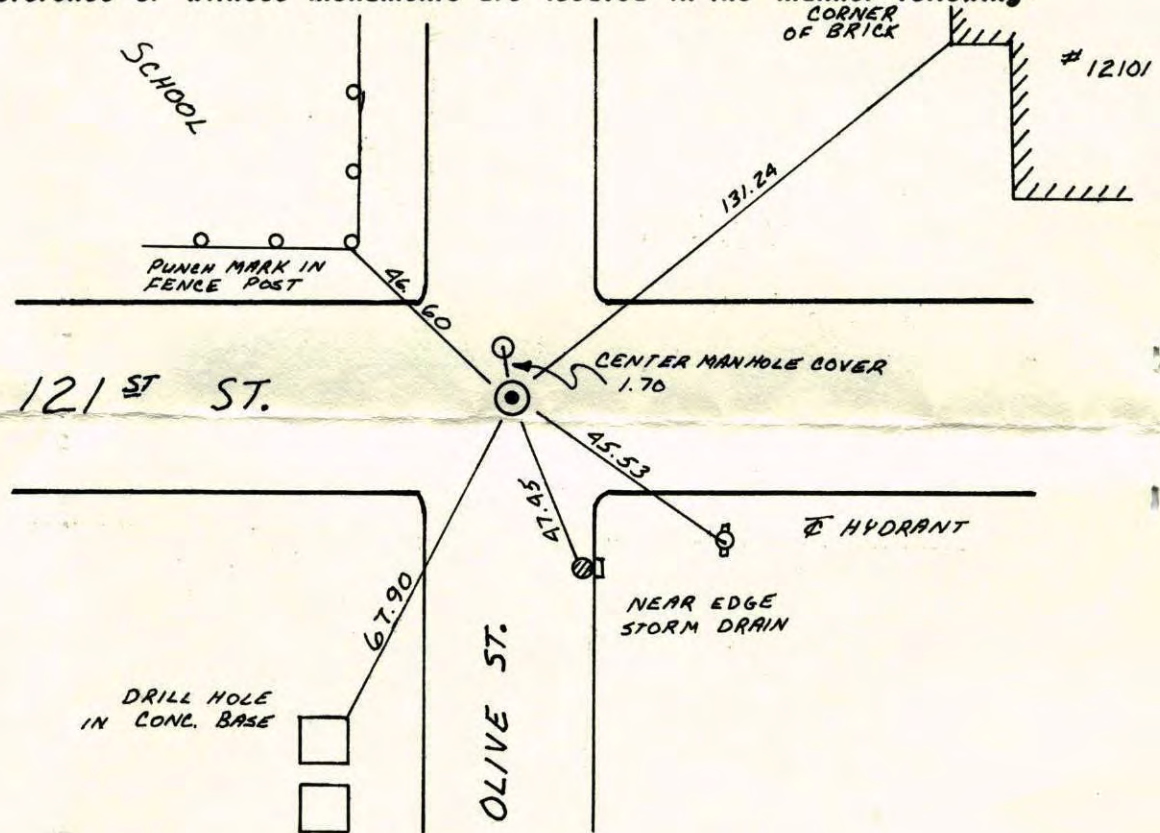 CORNER
OF BRICK
# 12101
SCHOOL
131.24
PUNCH MARK IN
FENCE POST
46.60
CENTER MANHOLE COVER
1.70
121 ST ST.
45.53
47.45
℄ HYDRANT
67.90
NEAR EDGE
STORM DRAIN
OLIVE ST.
DRILL HOLE
IN CONC. BASE